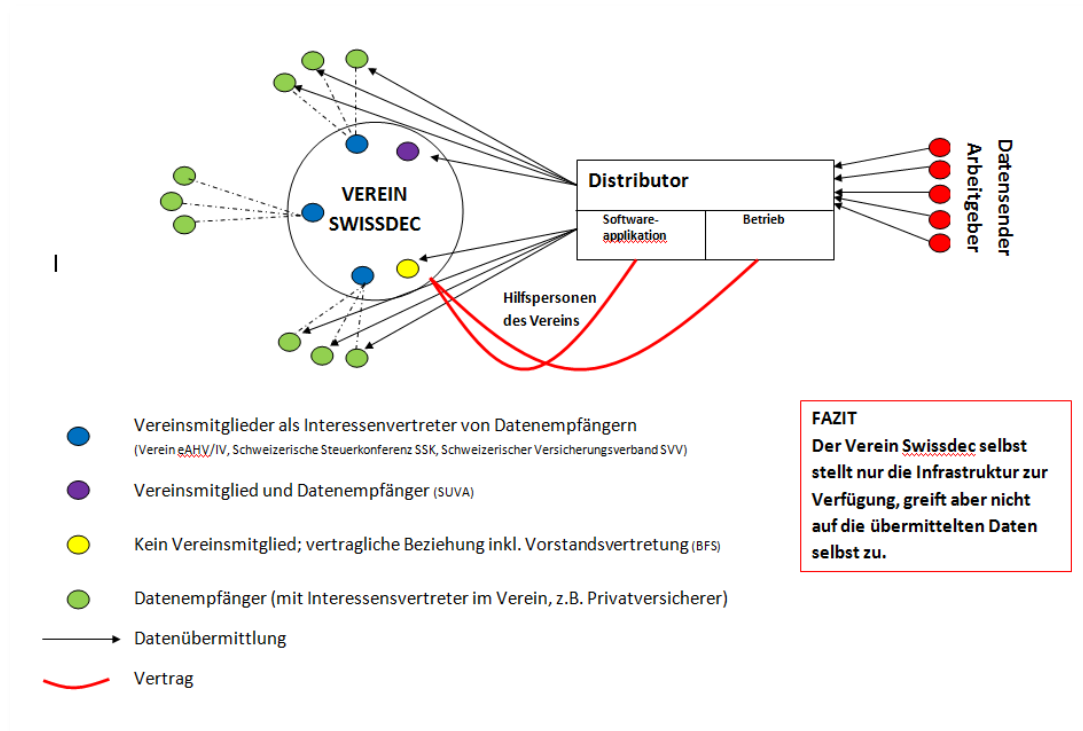 VEREIN
SWISSDEC
Distributor
Software-
applikation
Betrieb
Datensender
Arbeitgeber
Hilfspersonen
des Vereins
Vereinsmitglieder als Interessenvertreter von Datenempfängern
(Verein eAHV/IV, Schweizerische Steuerkonferenz SSK, Schweizerischer Versicherungsverband SVV)
Vereinsmitglied und Datenempfänger (SUVA)
Kein Vereinsmitglied; vertragliche Beziehung inkl. Vorstandsvertretung (BFS)
Datenempfänger (mit Interessensvertreter im Verein, z.B. Privatversicherer)
Datenübermittlung
Vertrag
FAZIT
Der Verein Swissdec selbst
stellt nur die Infrastruktur zur
Verfügung, greift aber nicht
auf die übermittelten Daten
selbst zu.